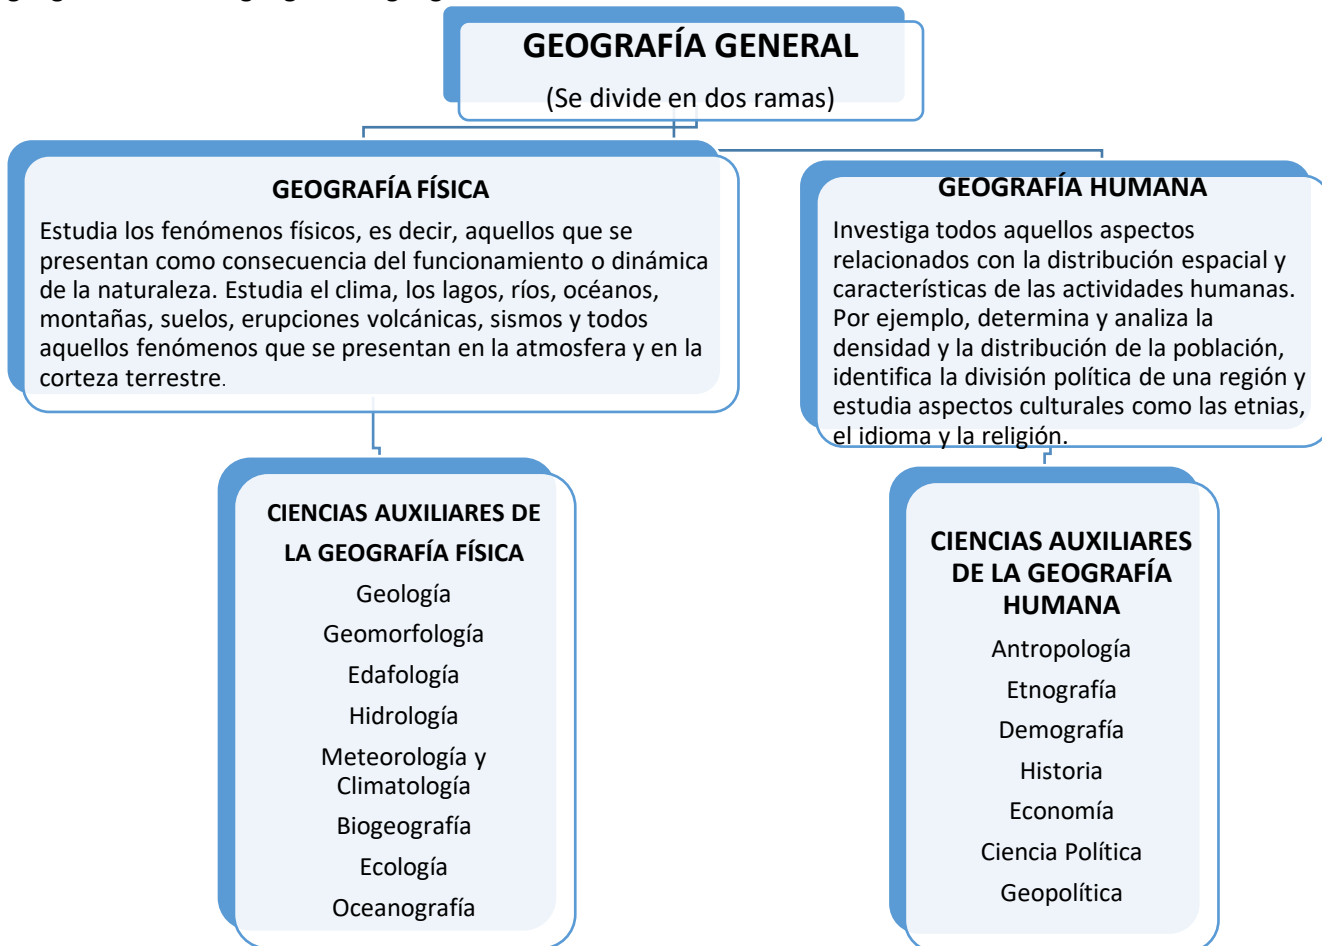 GEOGRAFÍA GENERAL
(Se divide en dos ramas)
GEOGRAFÍA FÍSICA
Estudia los fenómenos físicos, es decir, aquellos que se
presentan como consecuencia del funcionamiento o dinámica
de la naturaleza. Estudia el clima, los lagos, ríos, océanos,
montañas, suelos, erupciones volcánicas, sismos y todos
aquellos fenómenos que se presentan en la atmosfera y en la
corteza terrestre.
GEOGRAFÍA HUMANA
Investiga todos aquellos aspectos
relacionados con la distribución espacial y
características de las actividades humanas.
Por ejemplo, determina y analiza la
densidad y la distribución de la población,
identifica la división política de una región y
estudia aspectos culturales como las etnias,
el idioma y la religión.
CIENCIAS AUXILIARES DE
LA GEOGRAFÍA FÍSICA
Geología
Geomorfología
Edafología
Hidrología
Meteorología y
Climatología
Biogeografía
Ecología
Oceanografía
CIENCIAS AUXILIARES
DE LA GEOGRAFÍA
HUMANA
Antropología
Etnografía
Demografía
Historia
Economía
Ciencia Política
Geopolítica